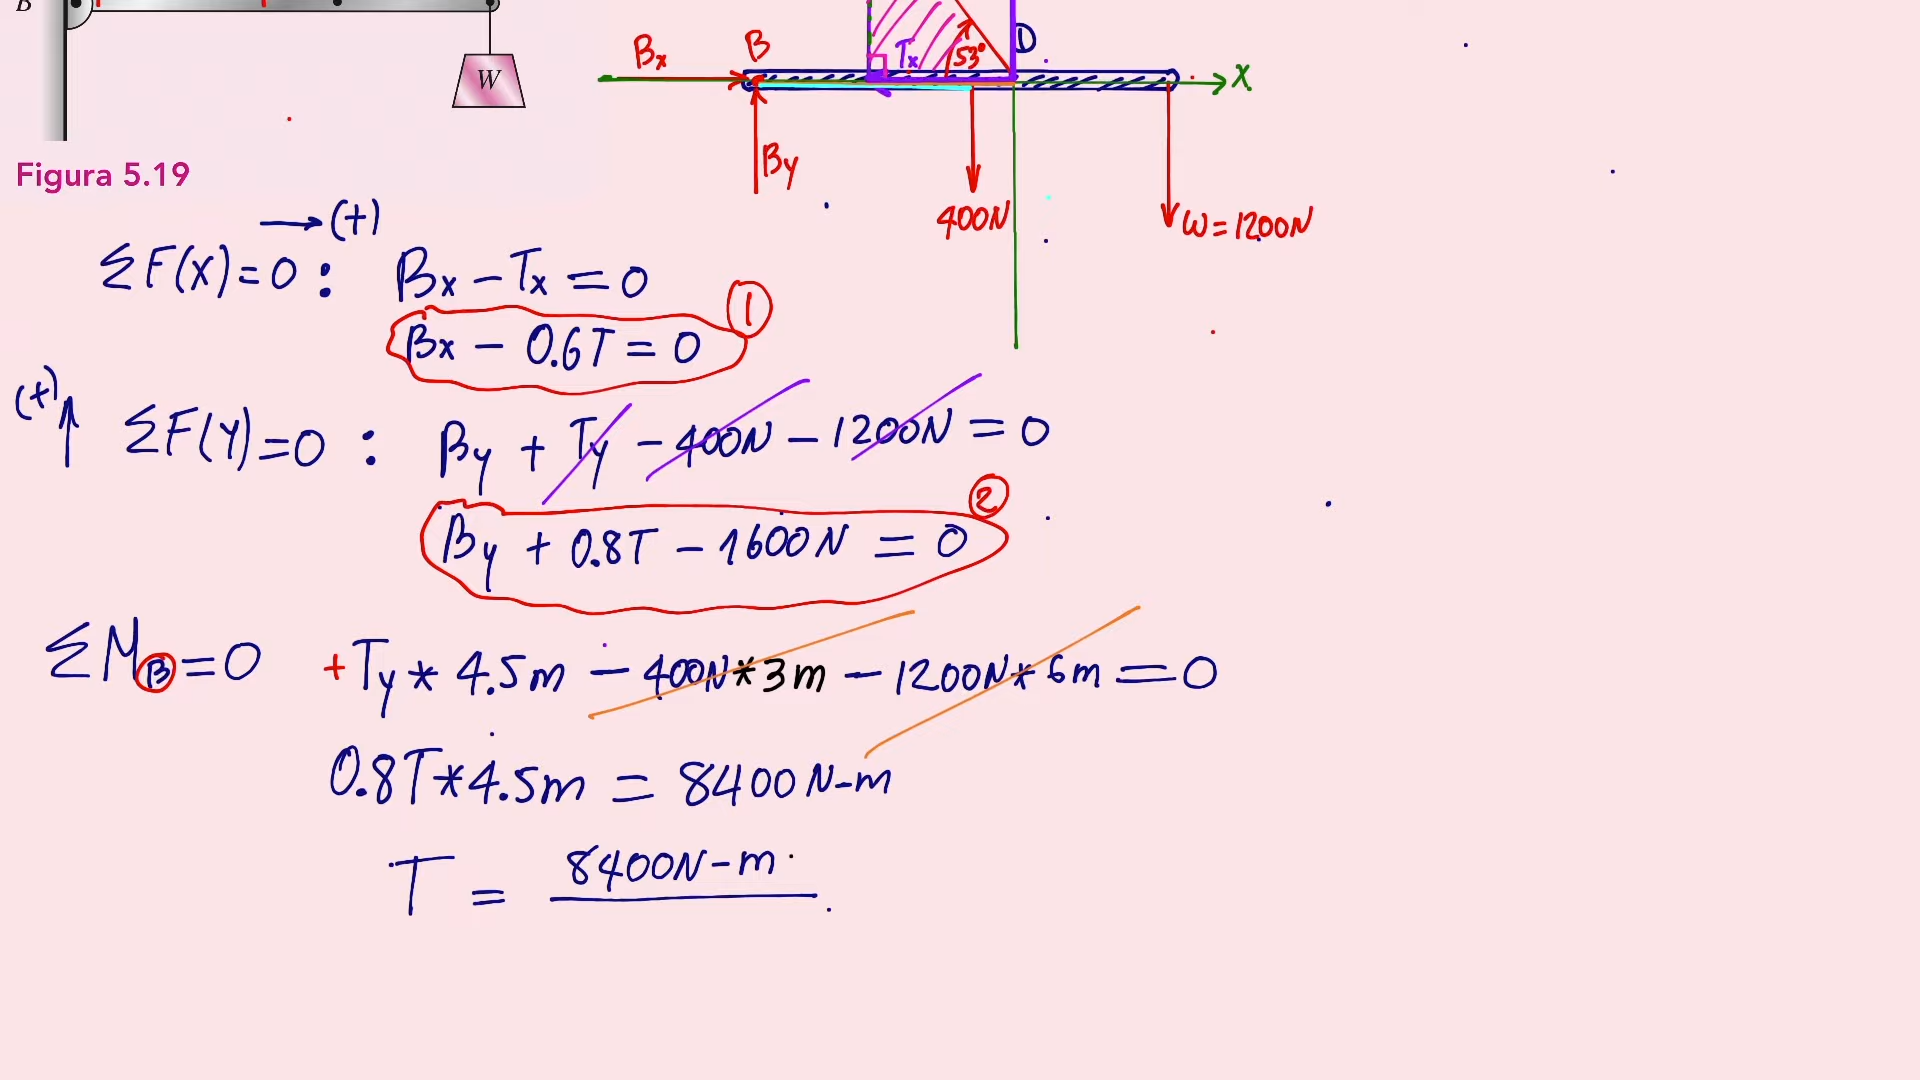 B
W
Figura 5.19
Bx
B
Tx
53°
D
X
By
400N
W=1200N
→(+)
ΣF(X)=0: Bx - Tx = 0
Bx - 0.6T = 0 1
(+)↑ ΣF(Y)=0: By + Ty - 400N - 1200N = 0
By + 0.8T - 1600N = 0 2
ΣMB=0 +Ty * 4.5m - 400N*3m - 1200N* 6m = 0
0.8T*4.5m = 8400N-m
T = 8400N-m